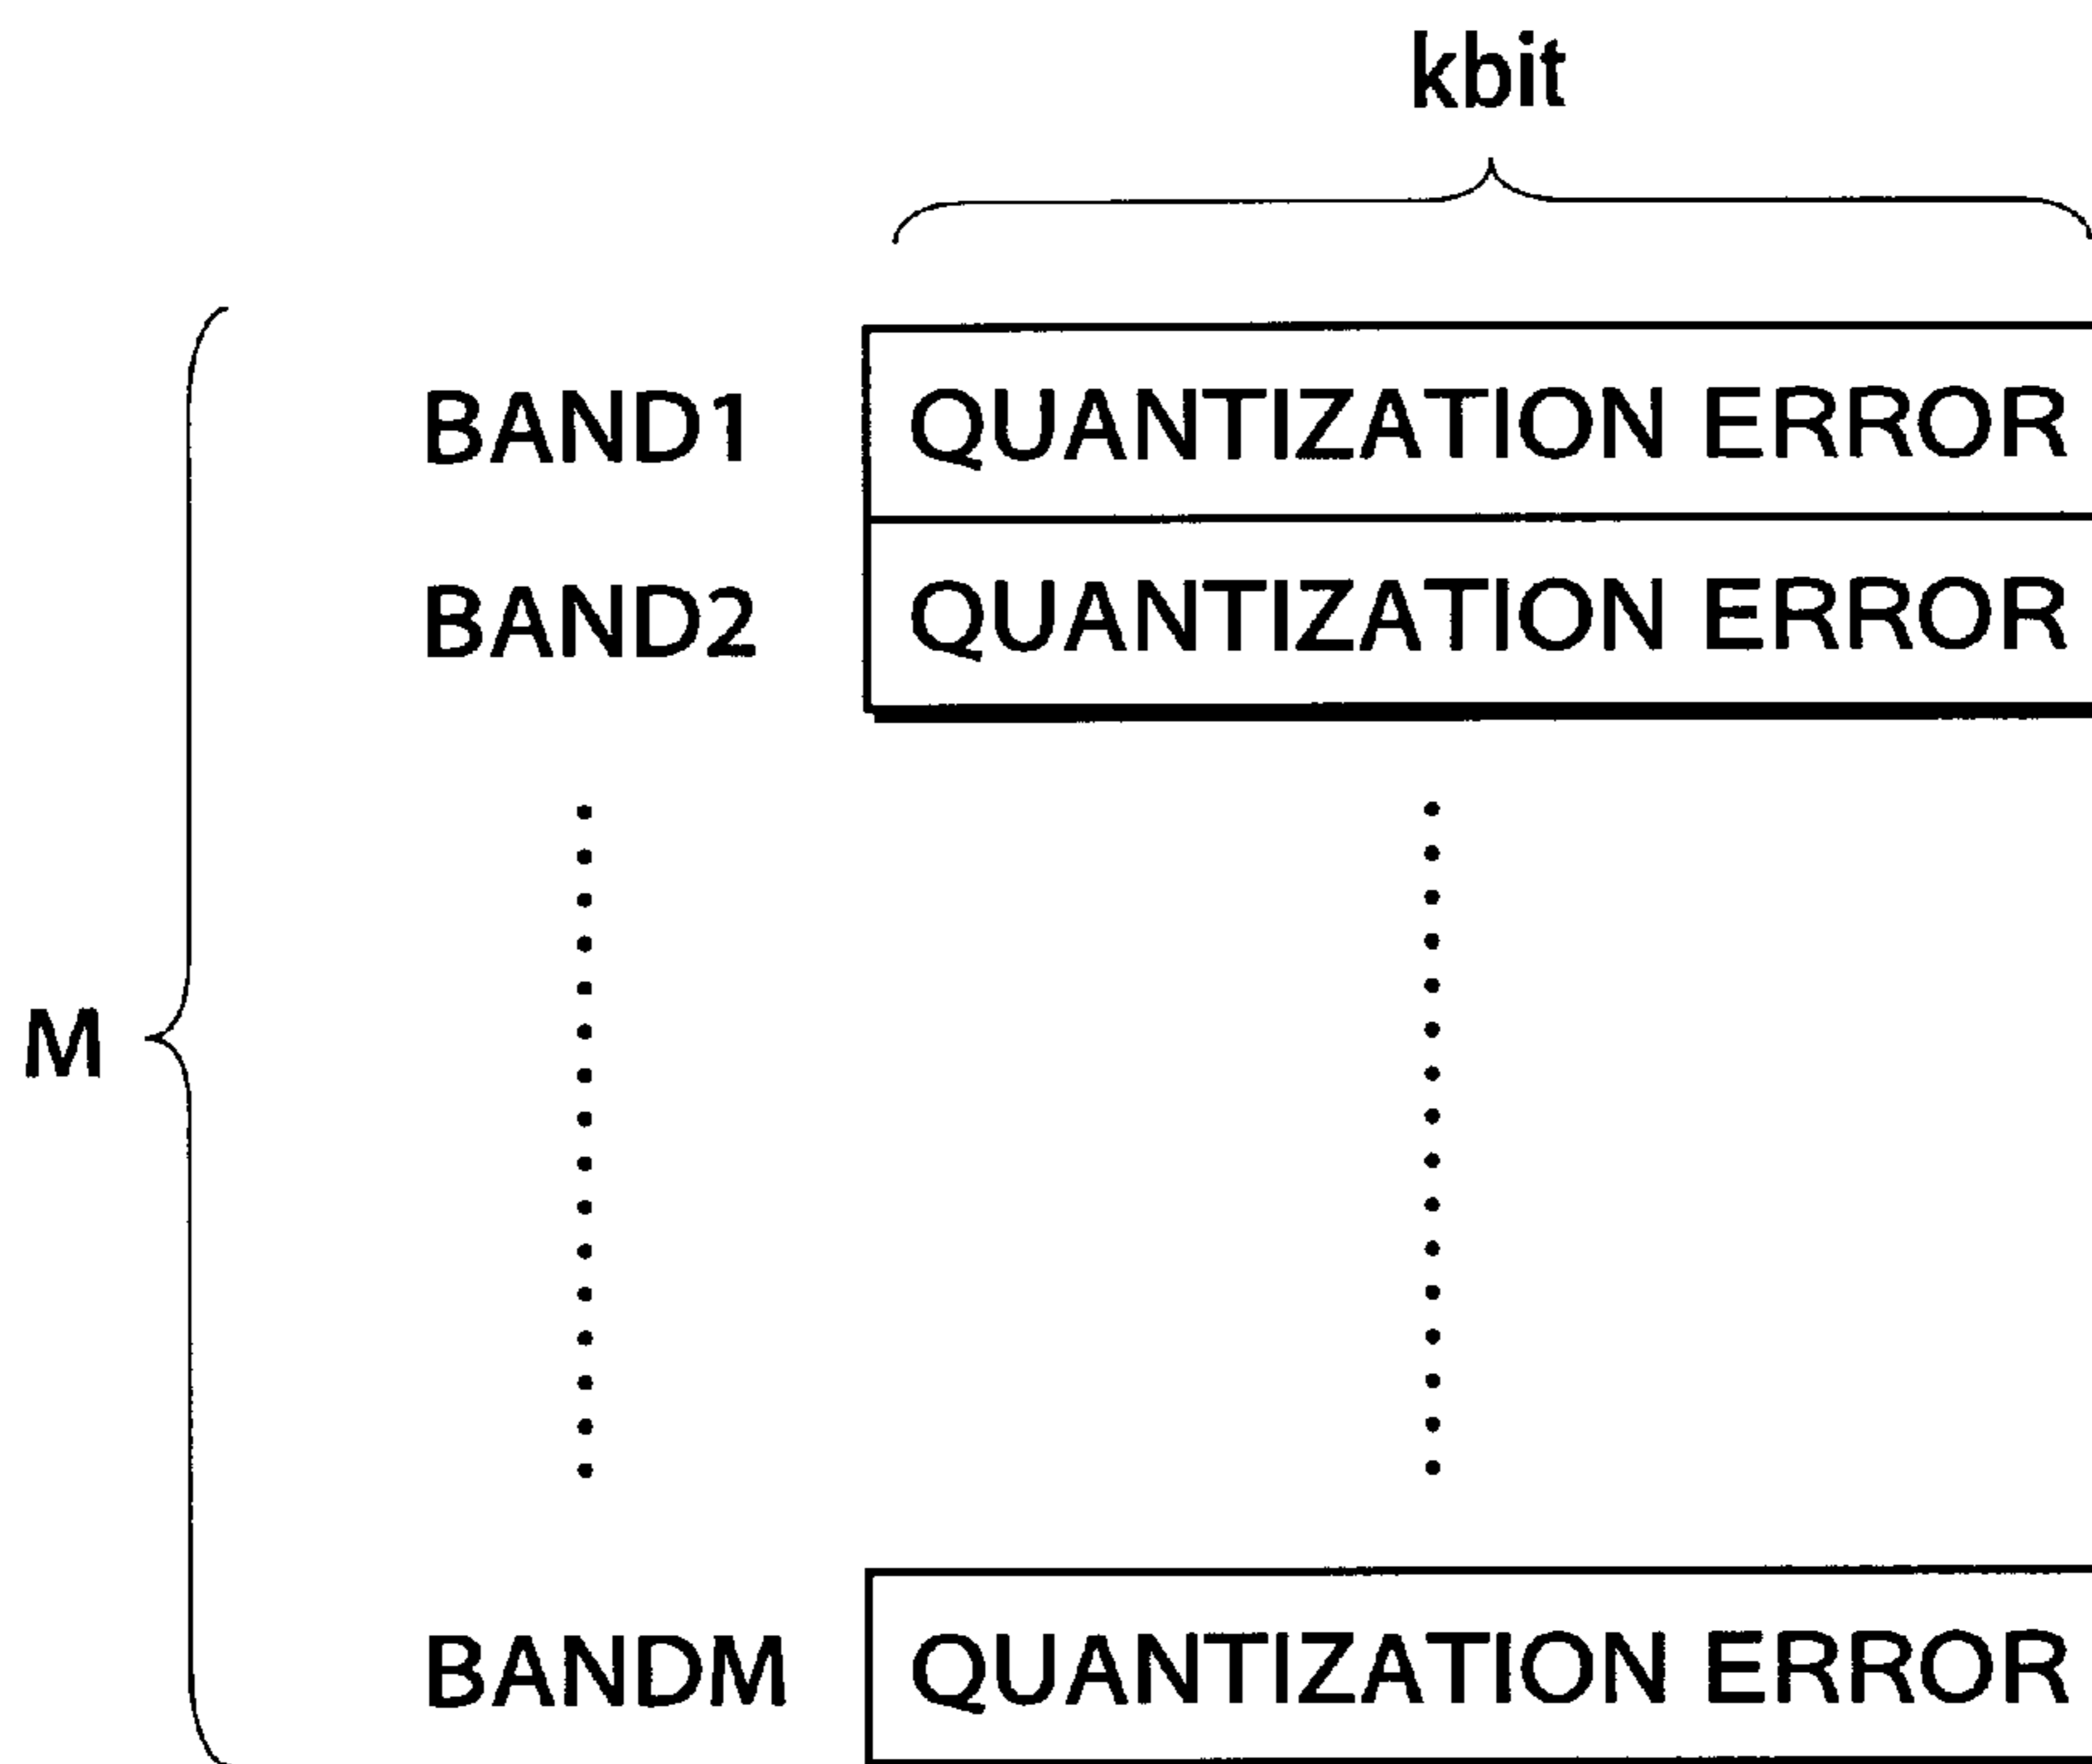 kbit
BAND1 QUANTIZATION ERROR
BAND2 QUANTIZATION ERROR
M
BANDM QUANTIZATION ERROR